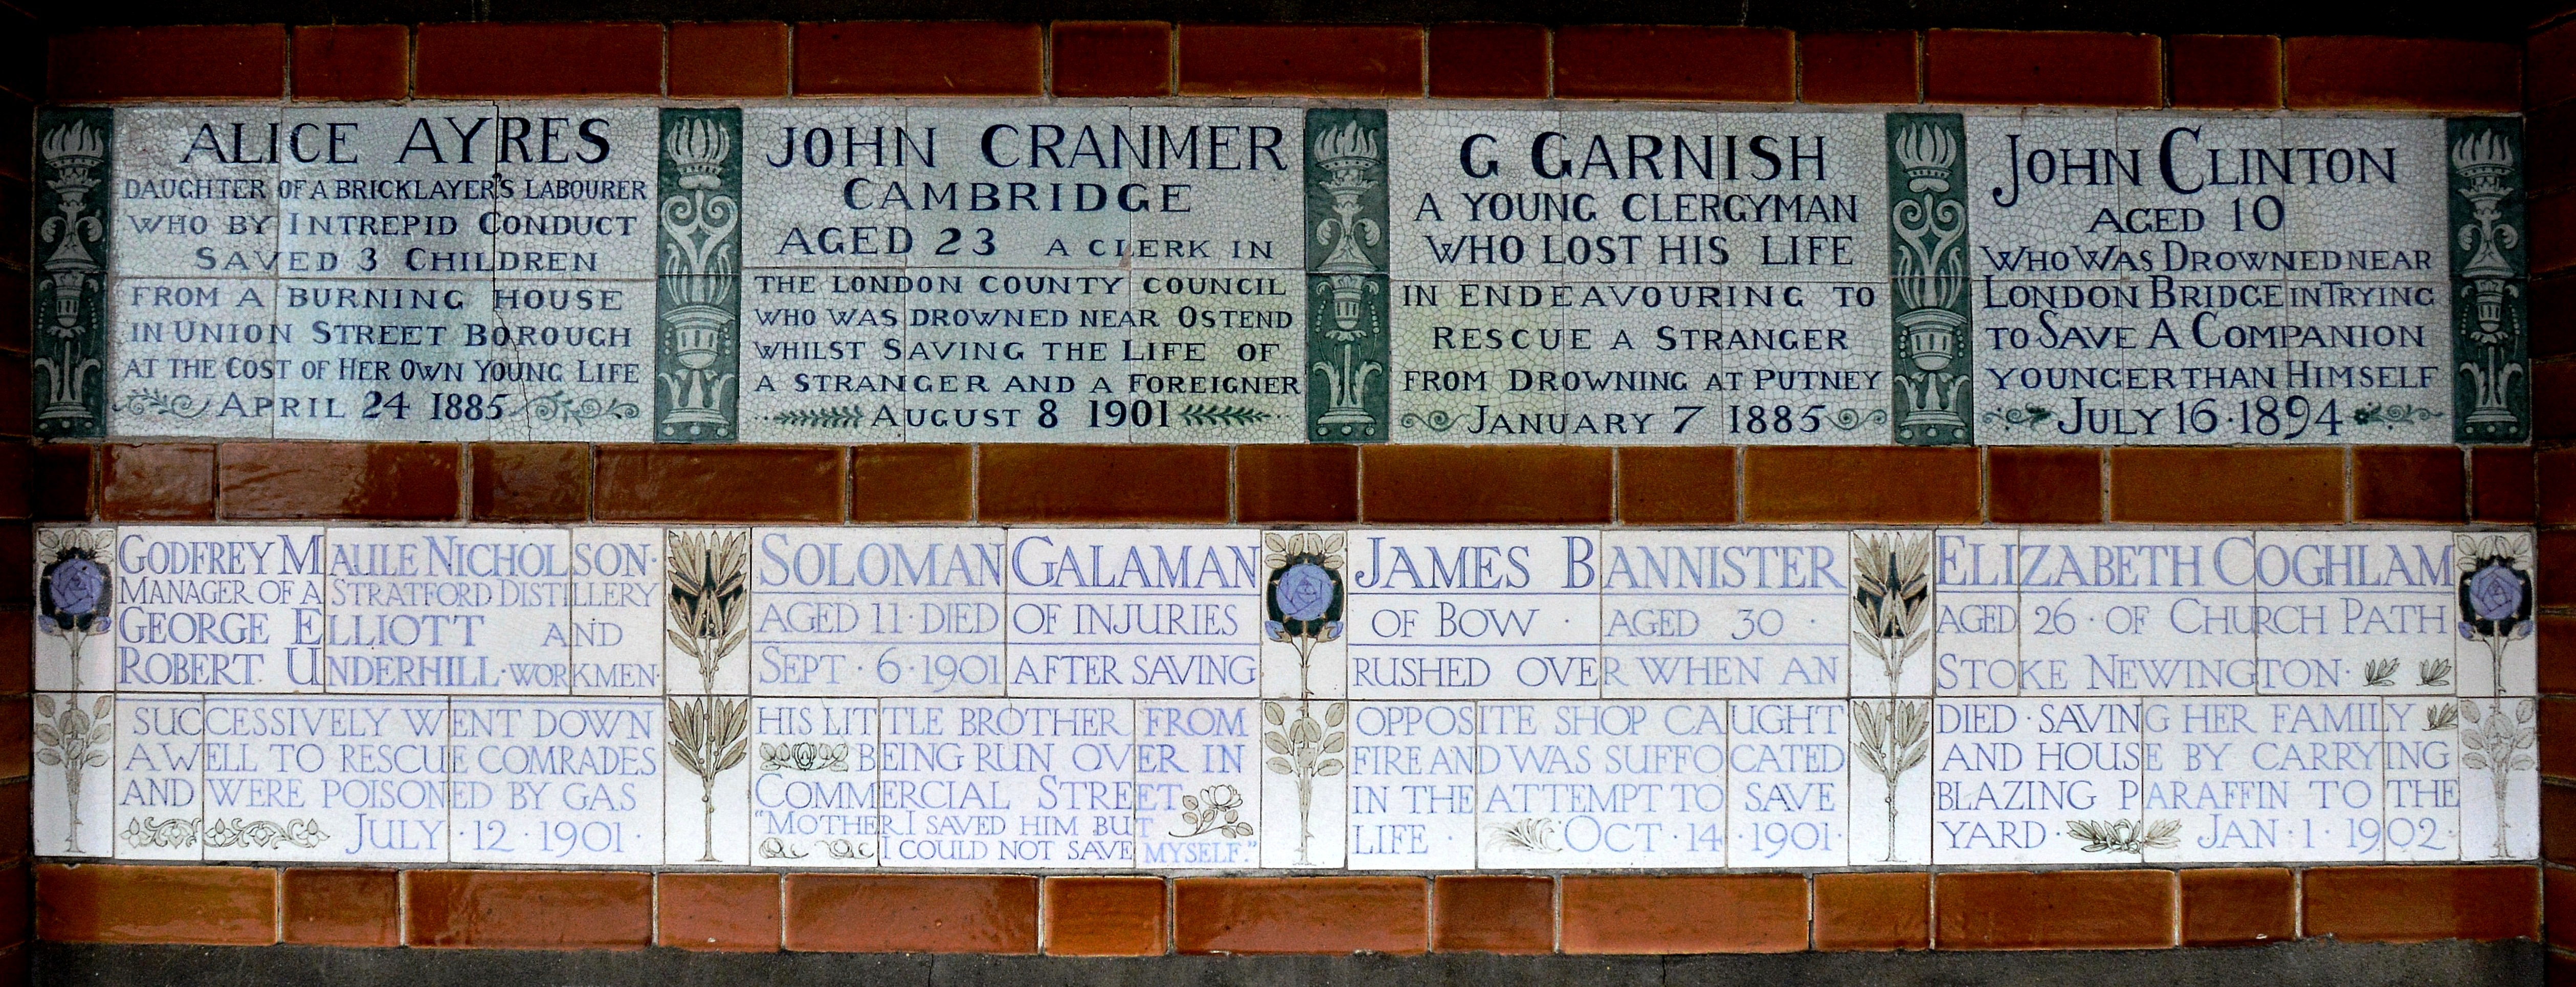 ALICE AYRES
DAUGHTER OF A BRICKLAYER'S LABOURER
WHO BY INTREPID CONDUCT
SAVED 3 CHILDREN
FROM A BURNING HOUSE
IN UNION STREET BOROUGH
AT THE COST OF HER OWN YOUNG LIFE
APRIL 24 1885
JOHN CRANMER
CAMBRIDGE
AGED 23 A CLERK IN
THE LONDON COUNTY COUNCIL
WHO WAS DROWNED NEAR OSTEND
WHILST SAVING THE LIFE OF
A STRANGER AND A FOREIGNER
AUGUST 8 1901
G GARNISH
A YOUNG CLERGYMAN
WHO LOST HIS LIFE
IN ENDEAVOURING TO
RESCUE A STRANGER
FROM DROWNING AT PUTNEY
JANUARY 7 1885
JOHN CLINTON
AGED 10
WHO WAS DROWNED NEAR
LONDON BRIDGE IN TRYING
TO SAVE A COMPANION
YOUNGER THAN HIMSELF
JULY 16·1894
GODFREY MAULE NICHOLSON·
MANAGER OF A STRATFORD DISTILLERY
GEORGE ELLIOTT AND
ROBERT UNDERHILL·WORKMEN·
SUCCESSIVELY WENT DOWN
A WELL TO RESCUE COMRADES
AND WERE POISONED BY GAS
JULY·12·1901·
SOLOMAN GALAMAN
AGED 11·DIED OF INJURIES
SEPT·6·1901 AFTER SAVING
HIS LITTLE BROTHER FROM
BEING RUN OVER IN
COMMERCIAL STREET
"MOTHER I SAVED HIM BUT
I COULD NOT SAVE MYSELF."
JAMES BANNISTER
OF BOW · AGED 30 ·
RUSHED OVER WHEN AN
OPPOSITE SHOP CAUGHT
FIRE AND WAS SUFFOCATED
IN THE ATTEMPT TO SAVE
LIFE · OCT·14·1901·
ELIZABETH COGHLAM
AGED 26·OF CHURCH PATH
STOKE NEWINGTON·
DIED·SAVING HER FAMILY
AND HOUSE BY CARRYING
BLAZING PARAFFIN TO THE
YARD· JAN·1·1902·